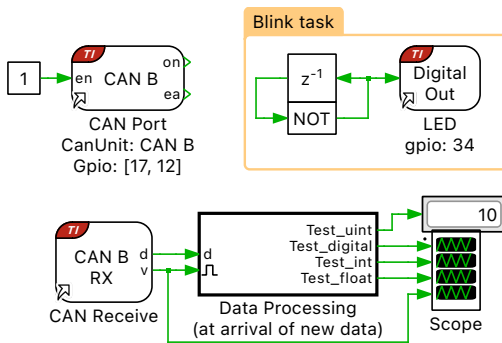 Blink task
TI
1
en
CAN B
on
ea
CAN Port
CanUnit: CAN B
Gpio: [17, 12]
z⁻¹
NOT
TI
Digital
Out
LED
gpio: 34
TI
CAN B
RX
d
v
CAN Receive
d
Test_uint
Test_digital
Test_int
Test_float
Data Processing
(at arrival of new data)
10
Scope